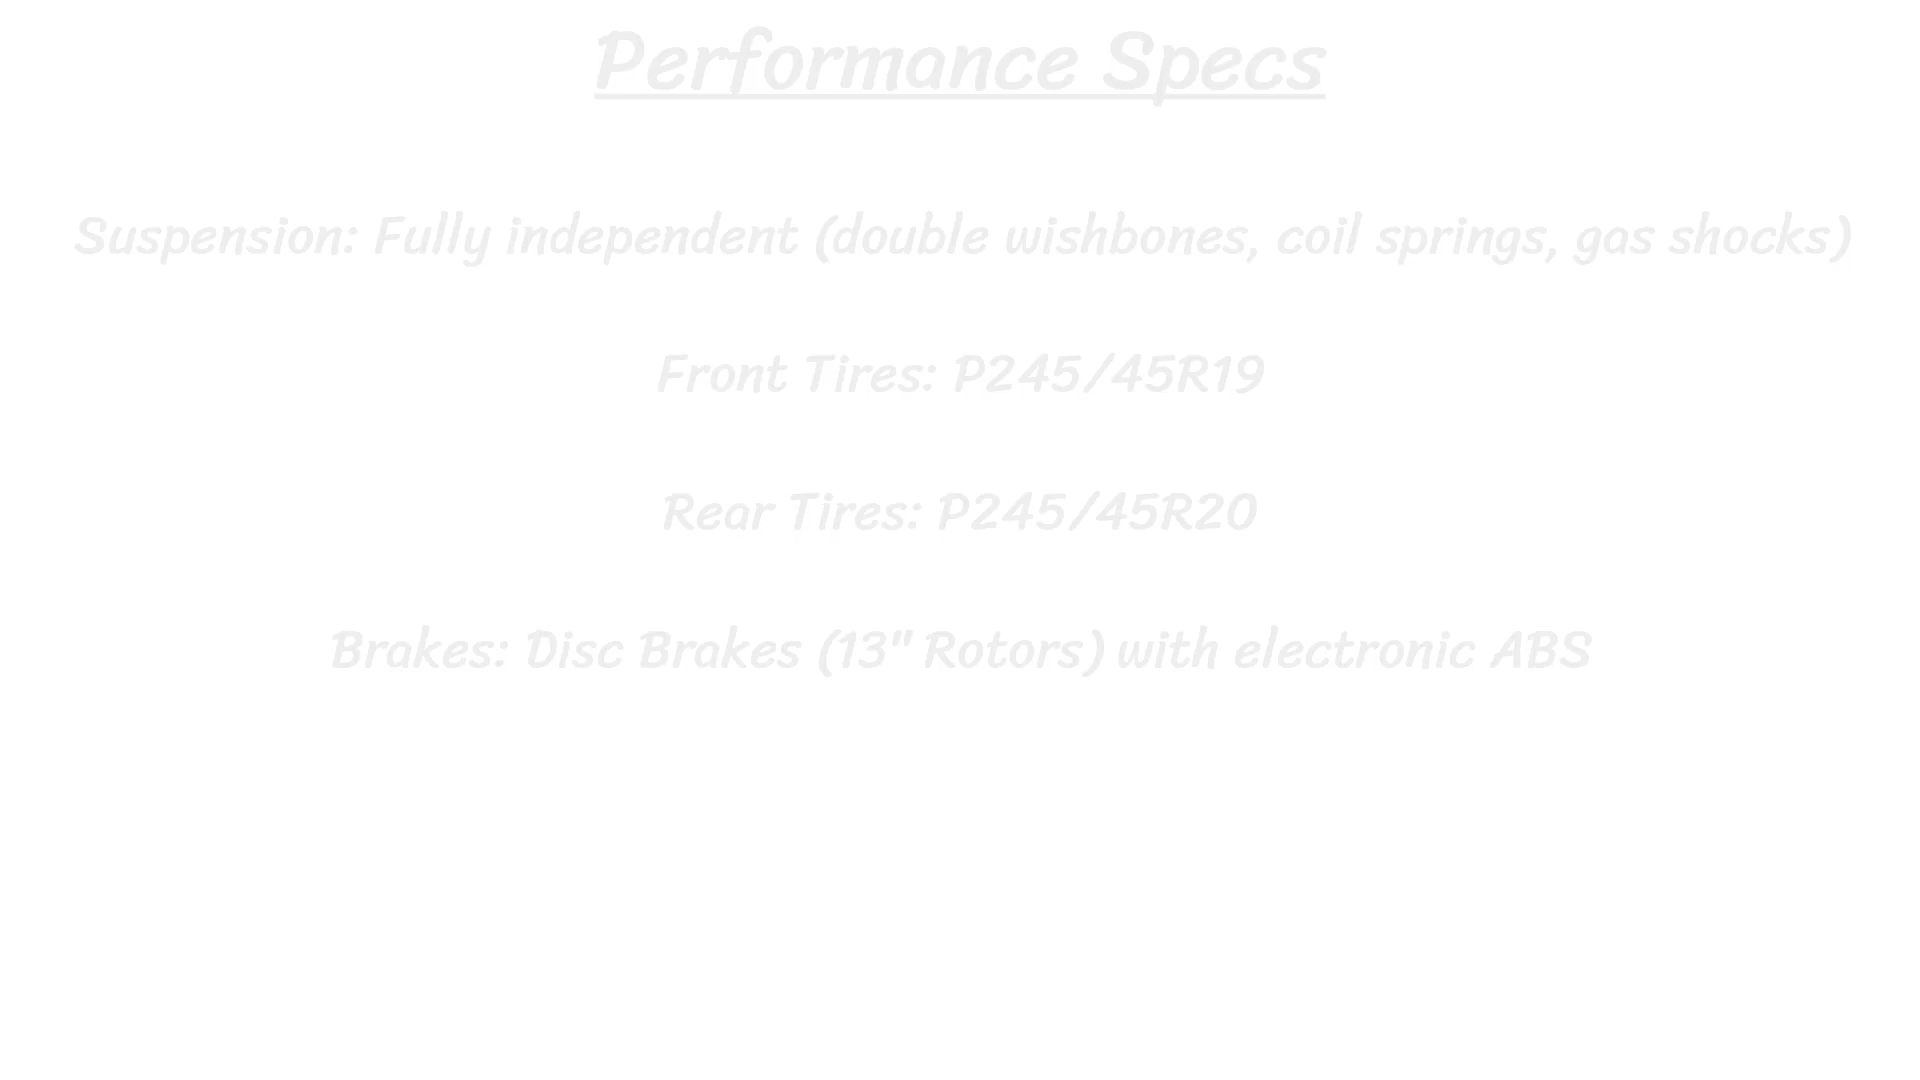 Performance Specs
Suspension: Fully independent (double wishbones, coil springs, gas shocks)
Front Tires: P245/45R19
Rear Tires: P245/45R20
Brakes: Disc Brakes (13" Rotors) with electronic ABS